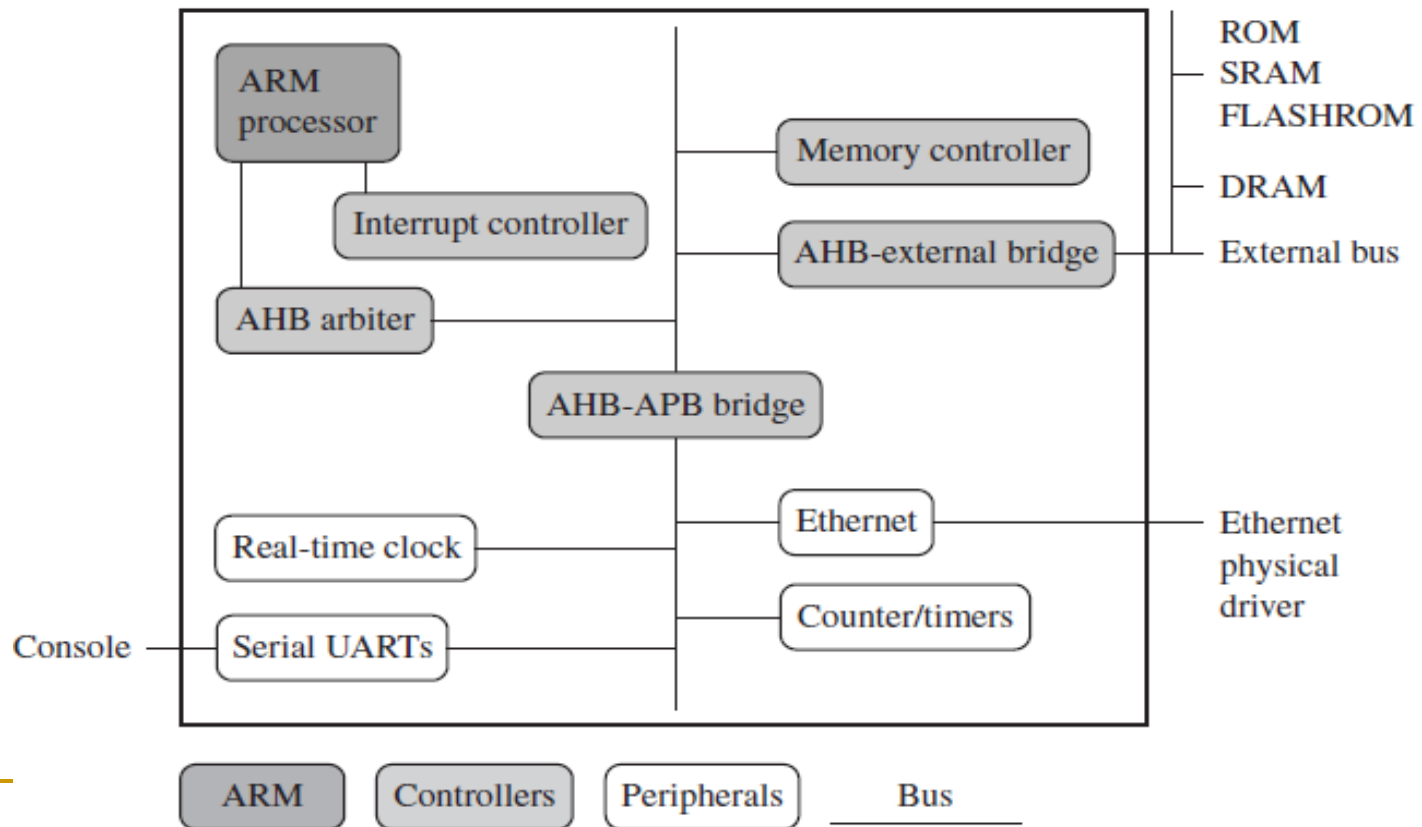 ARM
processor
Interrupt controller
AHB arbiter
Memory controller
AHB-external bridge
AHB-APB bridge
ROM
SRAM
FLASHROM
DRAM
External bus
Real-time clock
Ethernet
Counter/timers
Serial UARTs
Console
Ethernet
physical
driver
ARM
Controllers
Peripherals
Bus